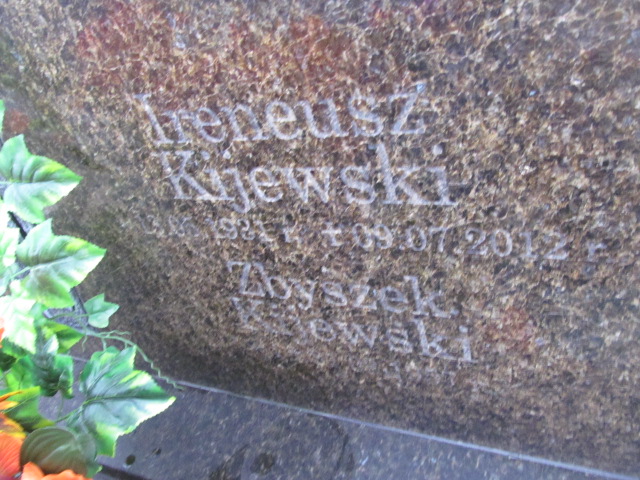 Ireneusz
Kijewski
r. + 09.07.2012 r.
Zbyszek
Kijewski